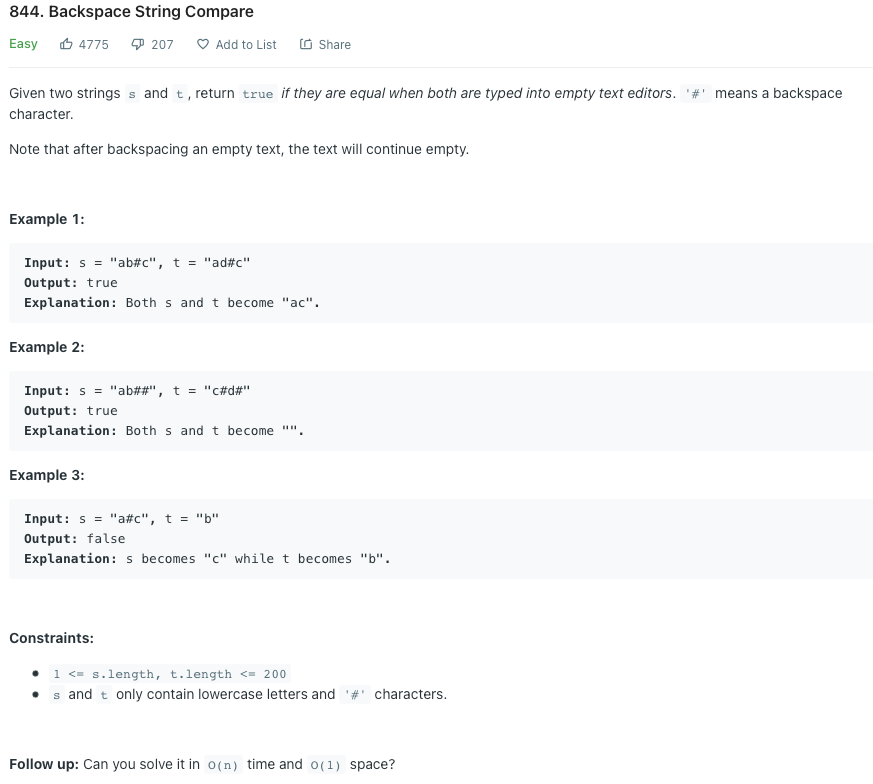 844. Backspace String Compare
Easy 4775 207 Add to List Share
Given two strings s and t, return true if they are equal when both are typed into empty text editors. '#' means a backspace
character.
Note that after backspacing an empty text, the text will continue empty.
Example 1:
Input: s = "ab#c", t = "ad#c"
Output: true
Explanation: Both s and t become "ac".
Example 2:
Input: s = "ab##", t = "c#d#"
Output: true
Explanation: Both s and t become "".
Example 3:
Input: s = "a#c", t = "b"
Output: false
Explanation: s becomes "c" while t becomes "b".
Constraints:
• 1 <= s.length, t.length <= 200
• s and t only contain lowercase letters and '#' characters.
Follow up: Can you solve it in O(n) time and O(1) space?